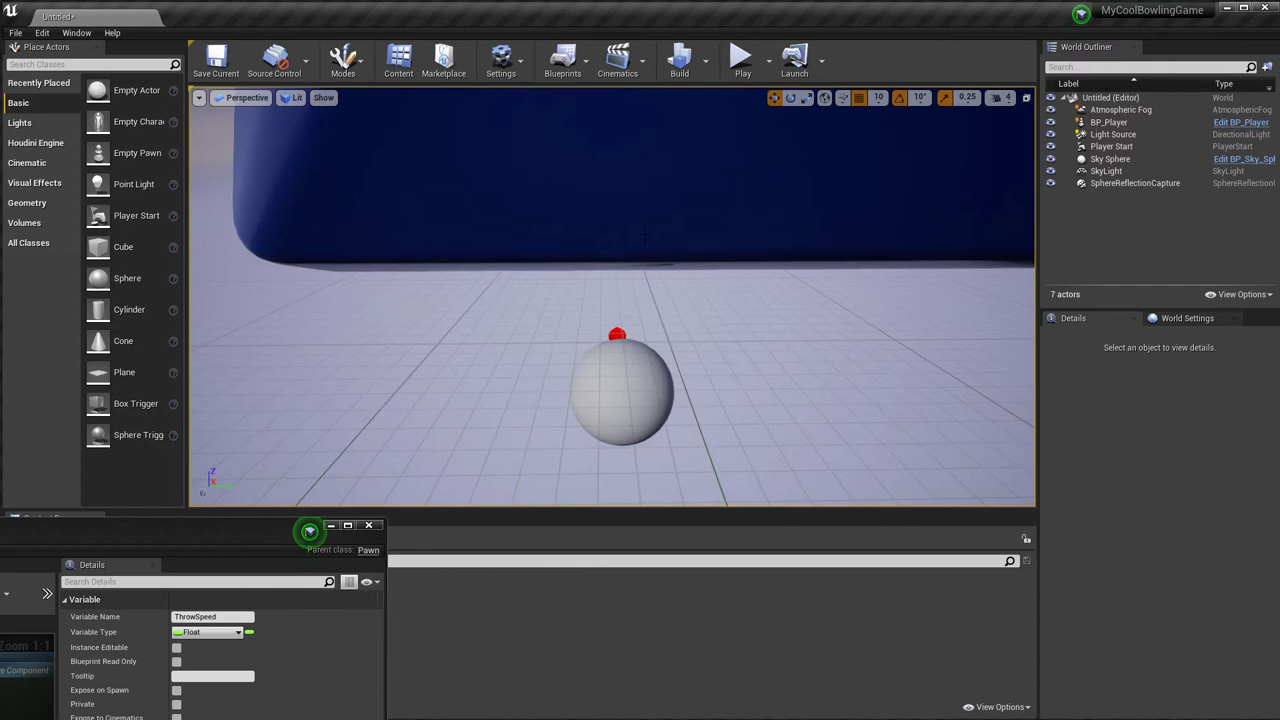 Untitled*
MyCoolBowlingGame
File Edit Window Help
Place Actors
Search Classes
Recently Placed
Basic
Lights
Houdini Engine
Cinematic
Visual Effects
Geometry
Volumes
All Classes
Empty Actor
Empty Chara
Empty Pawn
Point Light
Player Start
Cube
Sphere
Cylinder
Cone
Plane
Box Trigger
Sphere Trigg
Save Current
Source Control
Modes
Content
Marketplace
Settings
Blueprints
Cinematics
Build
Play
Launch
Perspective Lit Show
10 10° 0.25 4
Z
X
World Outliner
Search...
Label Type
Untitled (Editor) World
Atmospheric Fog AtmosphericFog
BP_Player Edit BP_Player
Light Source DirectionalLight
Player Start PlayerStart
Sky Sphere Edit BP_Sky_Spl
SkyLight SkyLight
SphereReflectionCapture SphereReflection
7 actors View Options
Details World Settings
Select an object to view details.
Parent class: Pawn
Details
Search Details
Variable
Variable Name ThrowSpeed
Variable Type Float
Instance Editable
Blueprint Read Only
Tooltip
Expose on Spawn
Private
Expose to Cinematics
Zoom 1:1
e Component
View Options